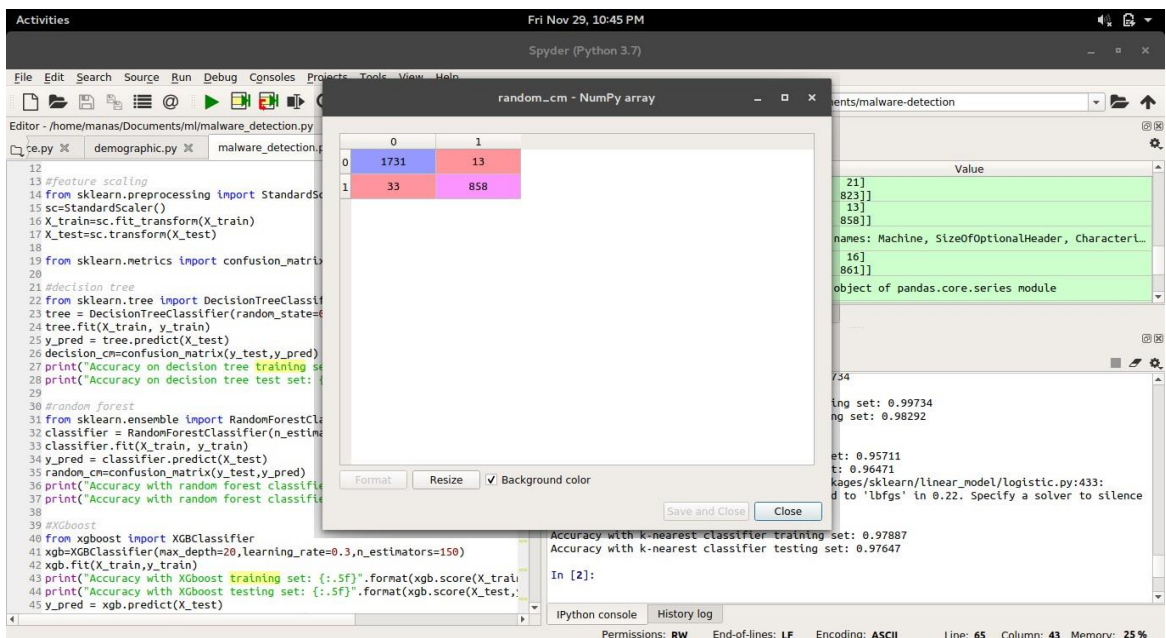 Activities
Fri Nov 29, 10:45 PM
Spyder (Python 3.7)
File Edit Search Source Run Debug Consoles Projects Tools View Help
ents/malware-detection
Editor - /home/manas/Documents/ml/malware_detection.py
ce.py demographic.py malware_detection.p
12
13 #feature scaling
14 from sklearn.preprocessing import StandardSc
15 sc=StandardScaler()
16 X_train=sc.fit_transform(X_train)
17 X_test=sc.transform(X_test)
18
19 from sklearn.metrics import confusion_matrix
20
21 #decision tree
22 from sklearn.tree import DecisionTreeClassif
23 tree = DecisionTreeClassifier(random_state=0
24 tree.fit(X_train, y_train)
25 y_pred = tree.predict(X_test)
26 decision_cm=confusion_matrix(y_test,y_pred)
27 print("Accuracy on decision tree training se
28 print("Accuracy on decision tree test set: {
29
30 #random forest
31 from sklearn.ensemble import RandomForestCla
32 classifier = RandomForestClassifier(n_estima
33 classifier.fit(X_train, y_train)
34 y_pred = classifier.predict(X_test)
35 random_cm=confusion_matrix(y_test,y_pred)
36 print("Accuracy with random forest classifie
37 print("Accuracy with random forest classifie
38
39 #XGboost
40 from xgboost import XGBClassifier
41 xgb=XGBClassifier(max_depth=20,learning_rate=0.3,n_estimators=150)
42 xgb.fit(X_train,y_train)
43 print("Accuracy with XGboost training set: {:.5f}".format(xgb.score(X_trai
44 print("Accuracy with XGboost testing set: {:.5f}".format(xgb.score(X_test,
45 y_pred = xgb.predict(X_test)
random_cm - NumPy array
0 1
0 1731 13
1 33 858
Format Resize Background color
Save and Close Close
Value
21]
823]]
13]
858]]
names: Machine, SizeOfOptionalHeader, Characteri...
16]
861]]
object of pandas.core.series module
734
ing set: 0.99734
ng set: 0.98292
et: 0.95711
t: 0.96471
kages/sklearn/linear_model/logistic.py:433:
d to 'lbfgs' in 0.22. Specify a solver to silence
Accuracy with k-nearest classifier training set: 0.97887
Accuracy with k-nearest classifier testing set: 0.97647
In [2]:
IPython console History log
Permissions: RW End-of-lines: LF Encoding: ASCII Line: 65 Column: 43 Memory: 25 %